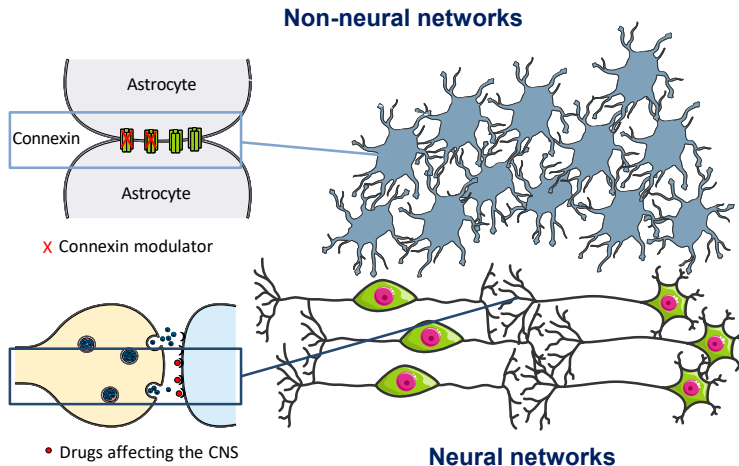 Non-neural networks
Astrocyte
Connexin
Astrocyte
X Connexin modulator
• Drugs affecting the CNS
Neural networks